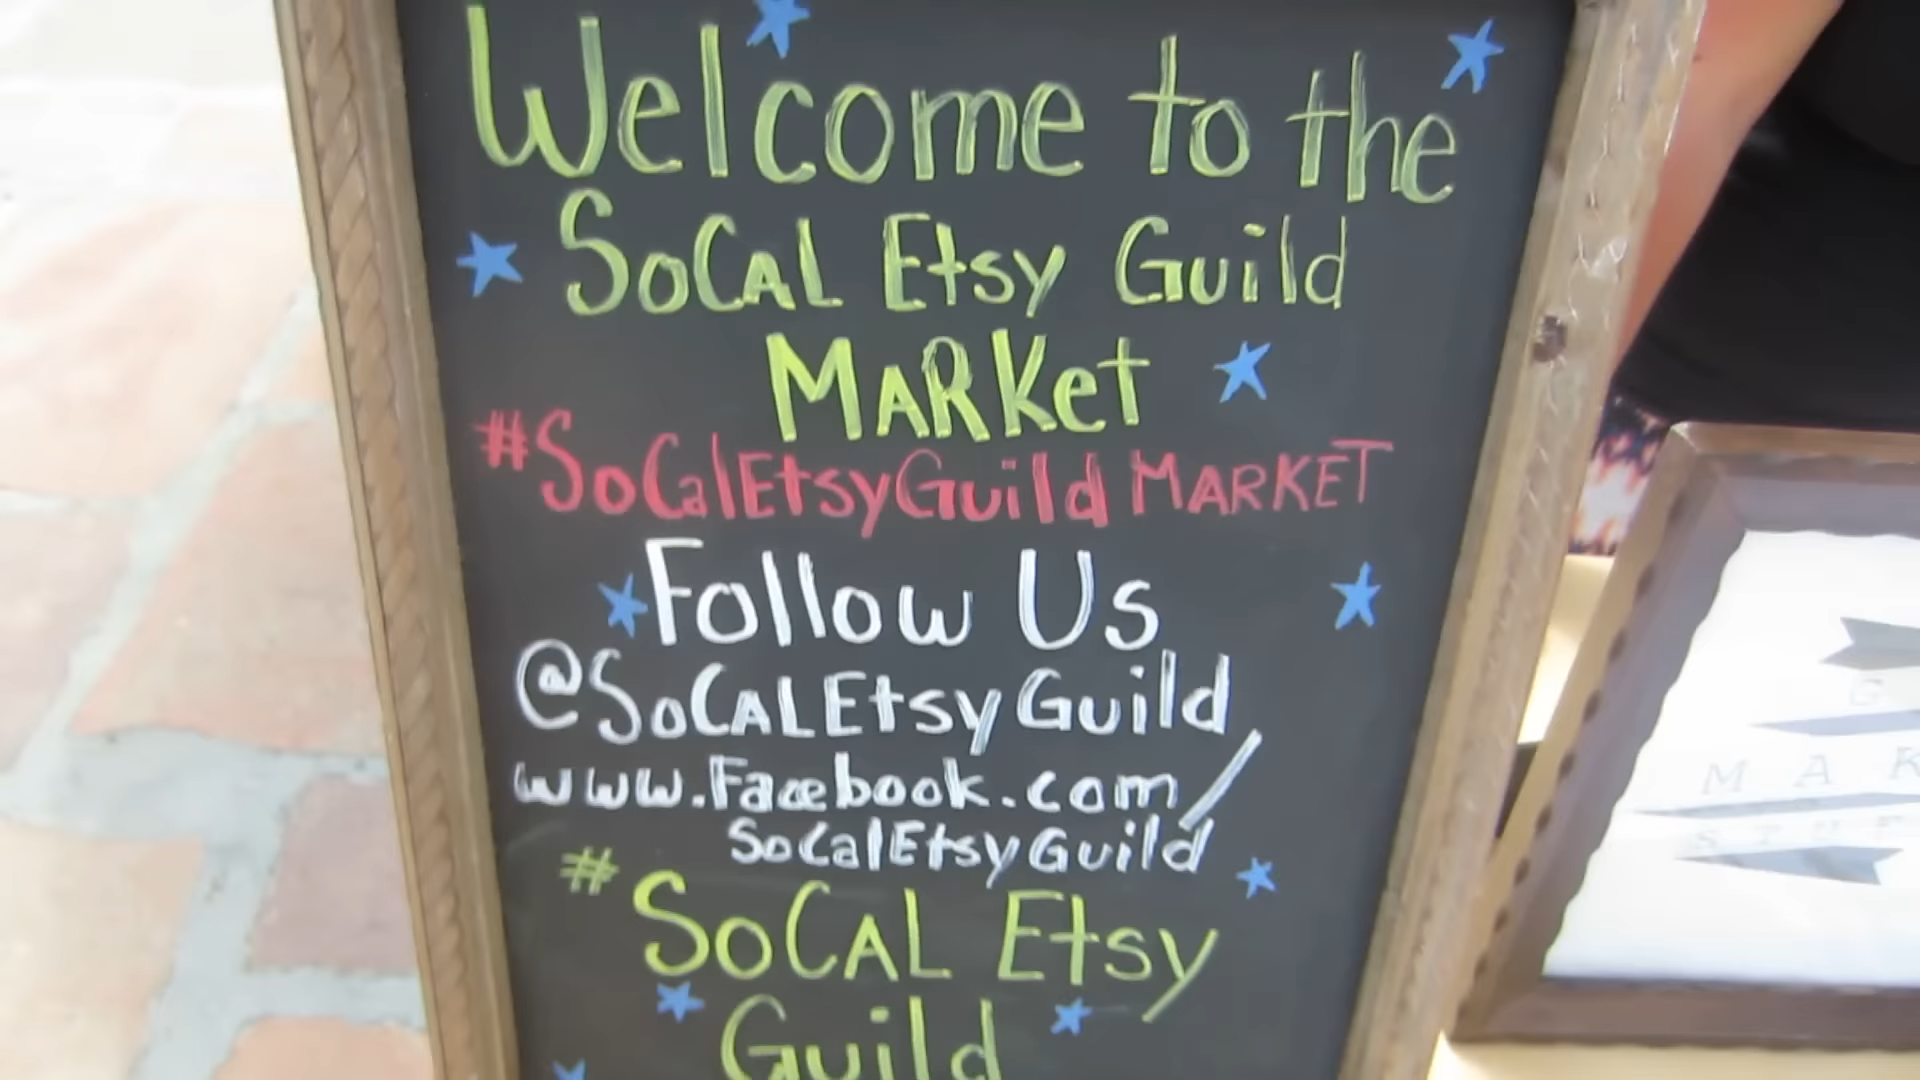 Welcome to the
SoCAL Etsy Guild
MARKet
#SoCalEtsyGuild MARKET
Follow Us
@SoCALEtsyGuild
www.Facebook.com/
SoCalEtsyGuild
#SoCAL Etsy
Guild